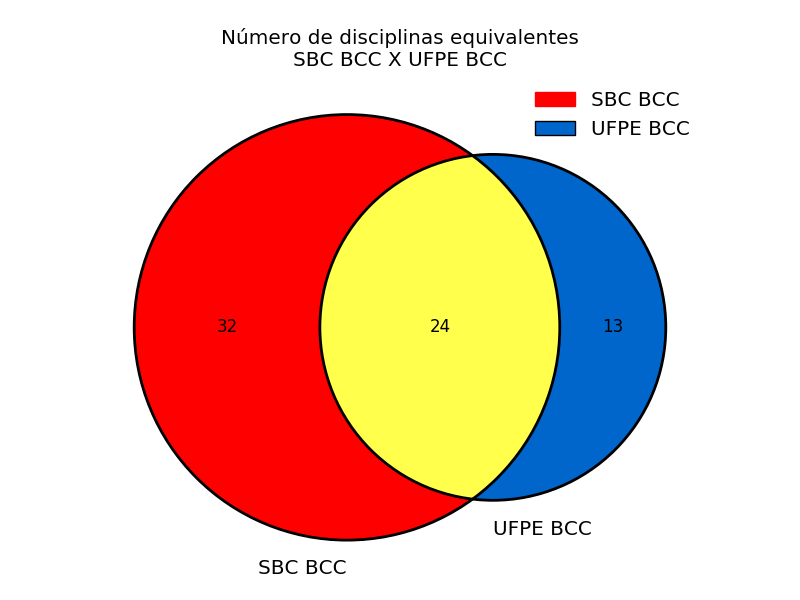 Número de disciplinas equivalentes
SBC BCC X UFPE BCC
SBC BCC
UFPE BCC
32
24
13
UFPE BCC
SBC BCC